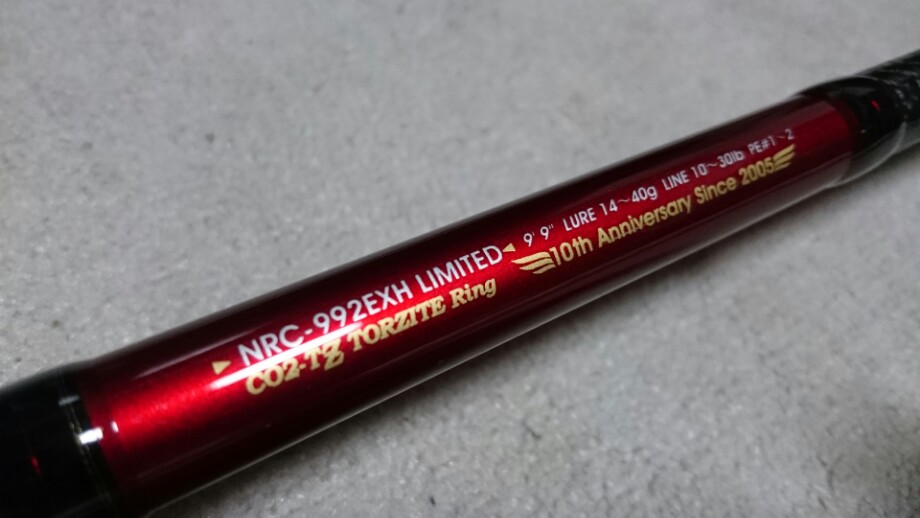 NRC-992EXH LIMITED 9' 9" LURE 14~40g LINE 10~30lb PE#1~2
CO2-TZ TORZITE Ring 10th Anniversary Since 2005